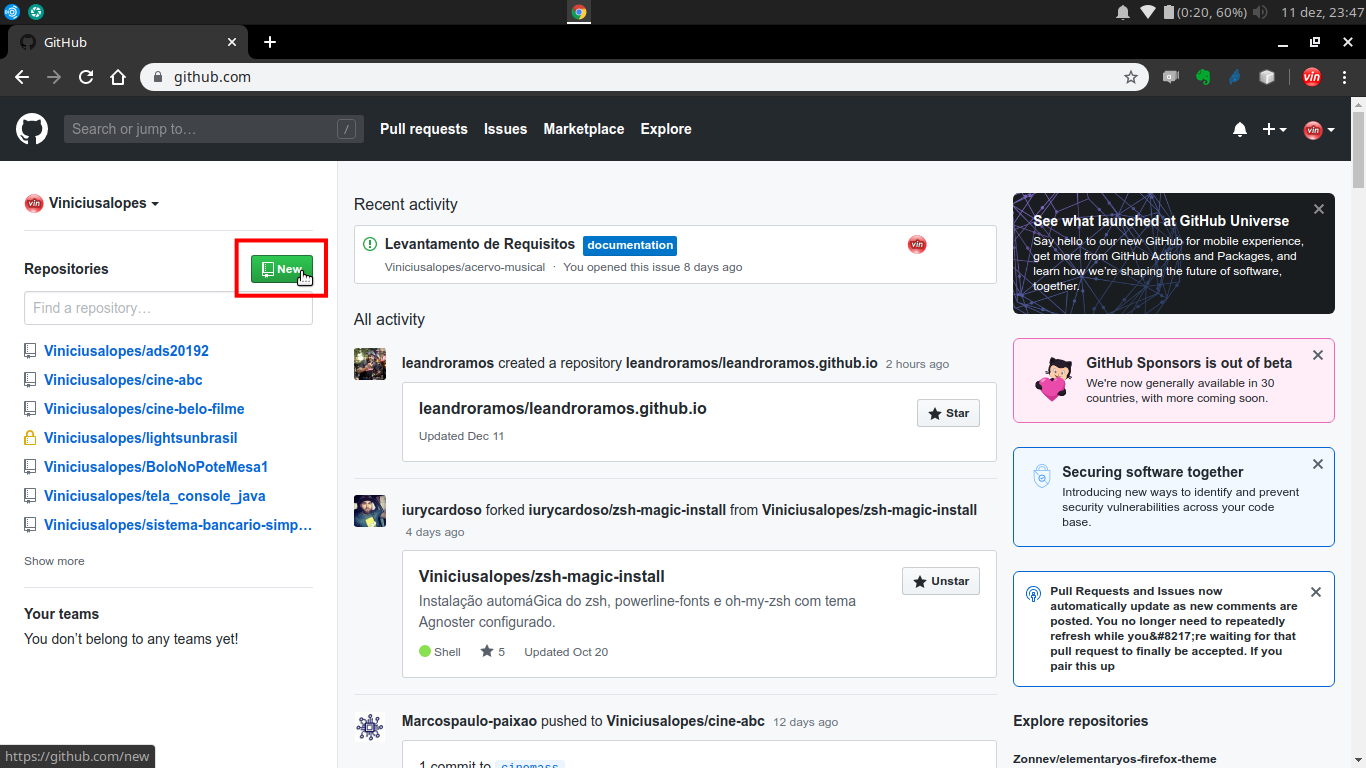 (0:20, 60%) 11 dez, 23:47
GitHub
github.com
vin
Search or jump to… /
Pull requests Issues Marketplace Explore
vin
vin Viniciusalopes
Repositories
New
Find a repository…
Viniciusalopes/ads20192
Viniciusalopes/cine-abc
Viniciusalopes/cine-belo-filme
Viniciusalopes/lightsunbrasil
Viniciusalopes/BoloNoPoteMesa1
Viniciusalopes/tela_console_java
Viniciusalopes/sistema-bancario-simp…
Show more
Your teams
You don’t belong to any teams yet!
Recent activity
Levantamento de Requisitos documentation
vin
Viniciusalopes/acervo-musical · You opened this issue 8 days ago
All activity
leandroramos created a repository leandroramos/leandroramos.github.io 2 hours ago
leandroramos/leandroramos.github.io
Star
Updated Dec 11
iurycardoso forked iurycardoso/zsh-magic-install from Viniciusalopes/zsh-magic-install
4 days ago
Viniciusalopes/zsh-magic-install
Unstar
Instalação automáGica do zsh, powerline-fonts e oh-my-zsh com tema
Agnoster configurado.
Shell 5 Updated Oct 20
Marcospaulo-paixao pushed to Viniciusalopes/cine-abc 12 days ago
1 commit to cinemass
See what launched at GitHub Universe
Say hello to our new GitHub for mobile experience,
get more from GitHub Actions and Packages, and
learn how we’re shaping the future of software,
together.
GitHub Sponsors is out of beta
We're now generally available in 30
countries, with more coming soon.
Securing software together
Introducing new ways to identify and prevent
security vulnerabilities across your code
base.
Pull Requests and Issues now
automatically update as new comments are
posted. You no longer need to repeatedly
refresh while you&#8217;re waiting for that
pull request to finally be accepted. If you
pair this up
Explore repositories
Zonnev/elementaryos-firefox-theme
https://github.com/new